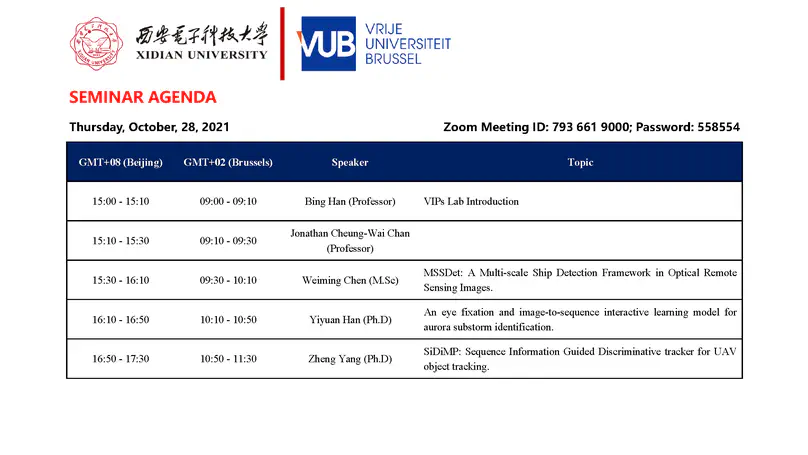 西安电子科技大学
XIDIAN UNIVERSITY
VUB
VRIJE
UNIVERSITEIT
BRUSSEL
SEMINAR AGENDA
Thursday, October, 28, 2021 Zoom Meeting ID: 793 661 9000; Password: 558554
GMT+08 (Beijing) GMT+02 (Brussels) Speaker Topic
15:00 - 15:10 09:00 - 09:10 Bing Han (Professor) VIPs Lab Introduction
15:10 - 15:30 09:10 - 09:30 Jonathan Cheung-Wai Chan
(Professor)
15:30 - 16:10 09:30 - 10:10 Weiming Chen (M.Sc) MSSDet: A Multi-scale Ship Detection Framework in Optical Remote
Sensing Images.
16:10 - 16:50 10:10 - 10:50 Yiyuan Han (Ph.D) An eye fixation and image-to-sequence interactive learning model for
aurora substorm identification.
16:50 - 17:30 10:50 - 11:30 Zheng Yang (Ph.D) SiDiMP: Sequence Information Guided Discriminative tracker for UAV
object tracking.